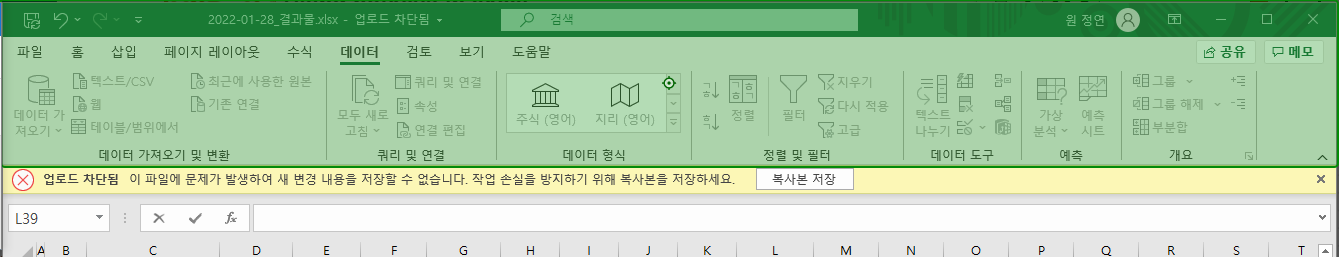 2022-01-28_결과물.xlsx - 업로드 차단됨 검색 원 정연
파일 홈 삽입 페이지 레이아웃 수식 데이터 검토 보기 도움말 공유 메모
데이터 가져오기 텍스트/CSV 웹 테이블/범위에서 최근에 사용한 원본 기존 연결
모두 새로 고침 쿼리 및 연결 속성 연결 편집
주식 (영어) 지리 (영어)
정렬 필터 지우기 다시 적용 고급
텍스트 나누기
가상 분석 예측 시트
그룹 그룹 해제 부분합
데이터 가져오기 및 변환 쿼리 및 연결 데이터 형식 정렬 및 필터 데이터 도구 예측 개요
업로드 차단됨 이 파일에 문제가 발생하여 새 변경 내용을 저장할 수 없습니다. 작업 손실을 방지하기 위해 복사본을 저장하세요. 복사본 저장
L39 fx
A B C D E F G H I J K L M N O P Q R S T